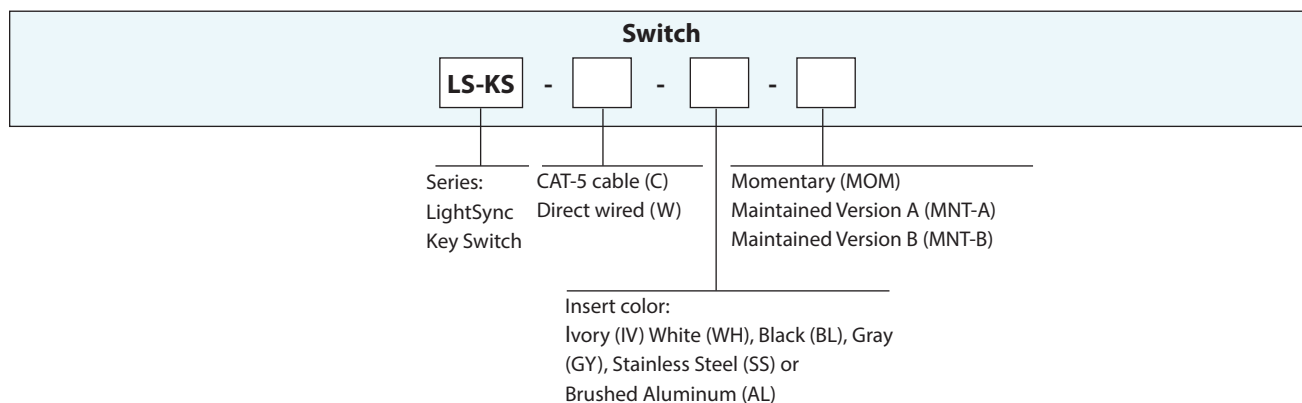 Switch
LS-KS - - -
Series:
LightSync
Key Switch
CAT-5 cable (C)
Direct wired (W)
Momentary (MOM)
Maintained Version A (MNT-A)
Maintained Version B (MNT-B)
Insert color:
Ivory (IV) White (WH), Black (BL), Gray
(GY), Stainless Steel (SS) or
Brushed Aluminum (AL)